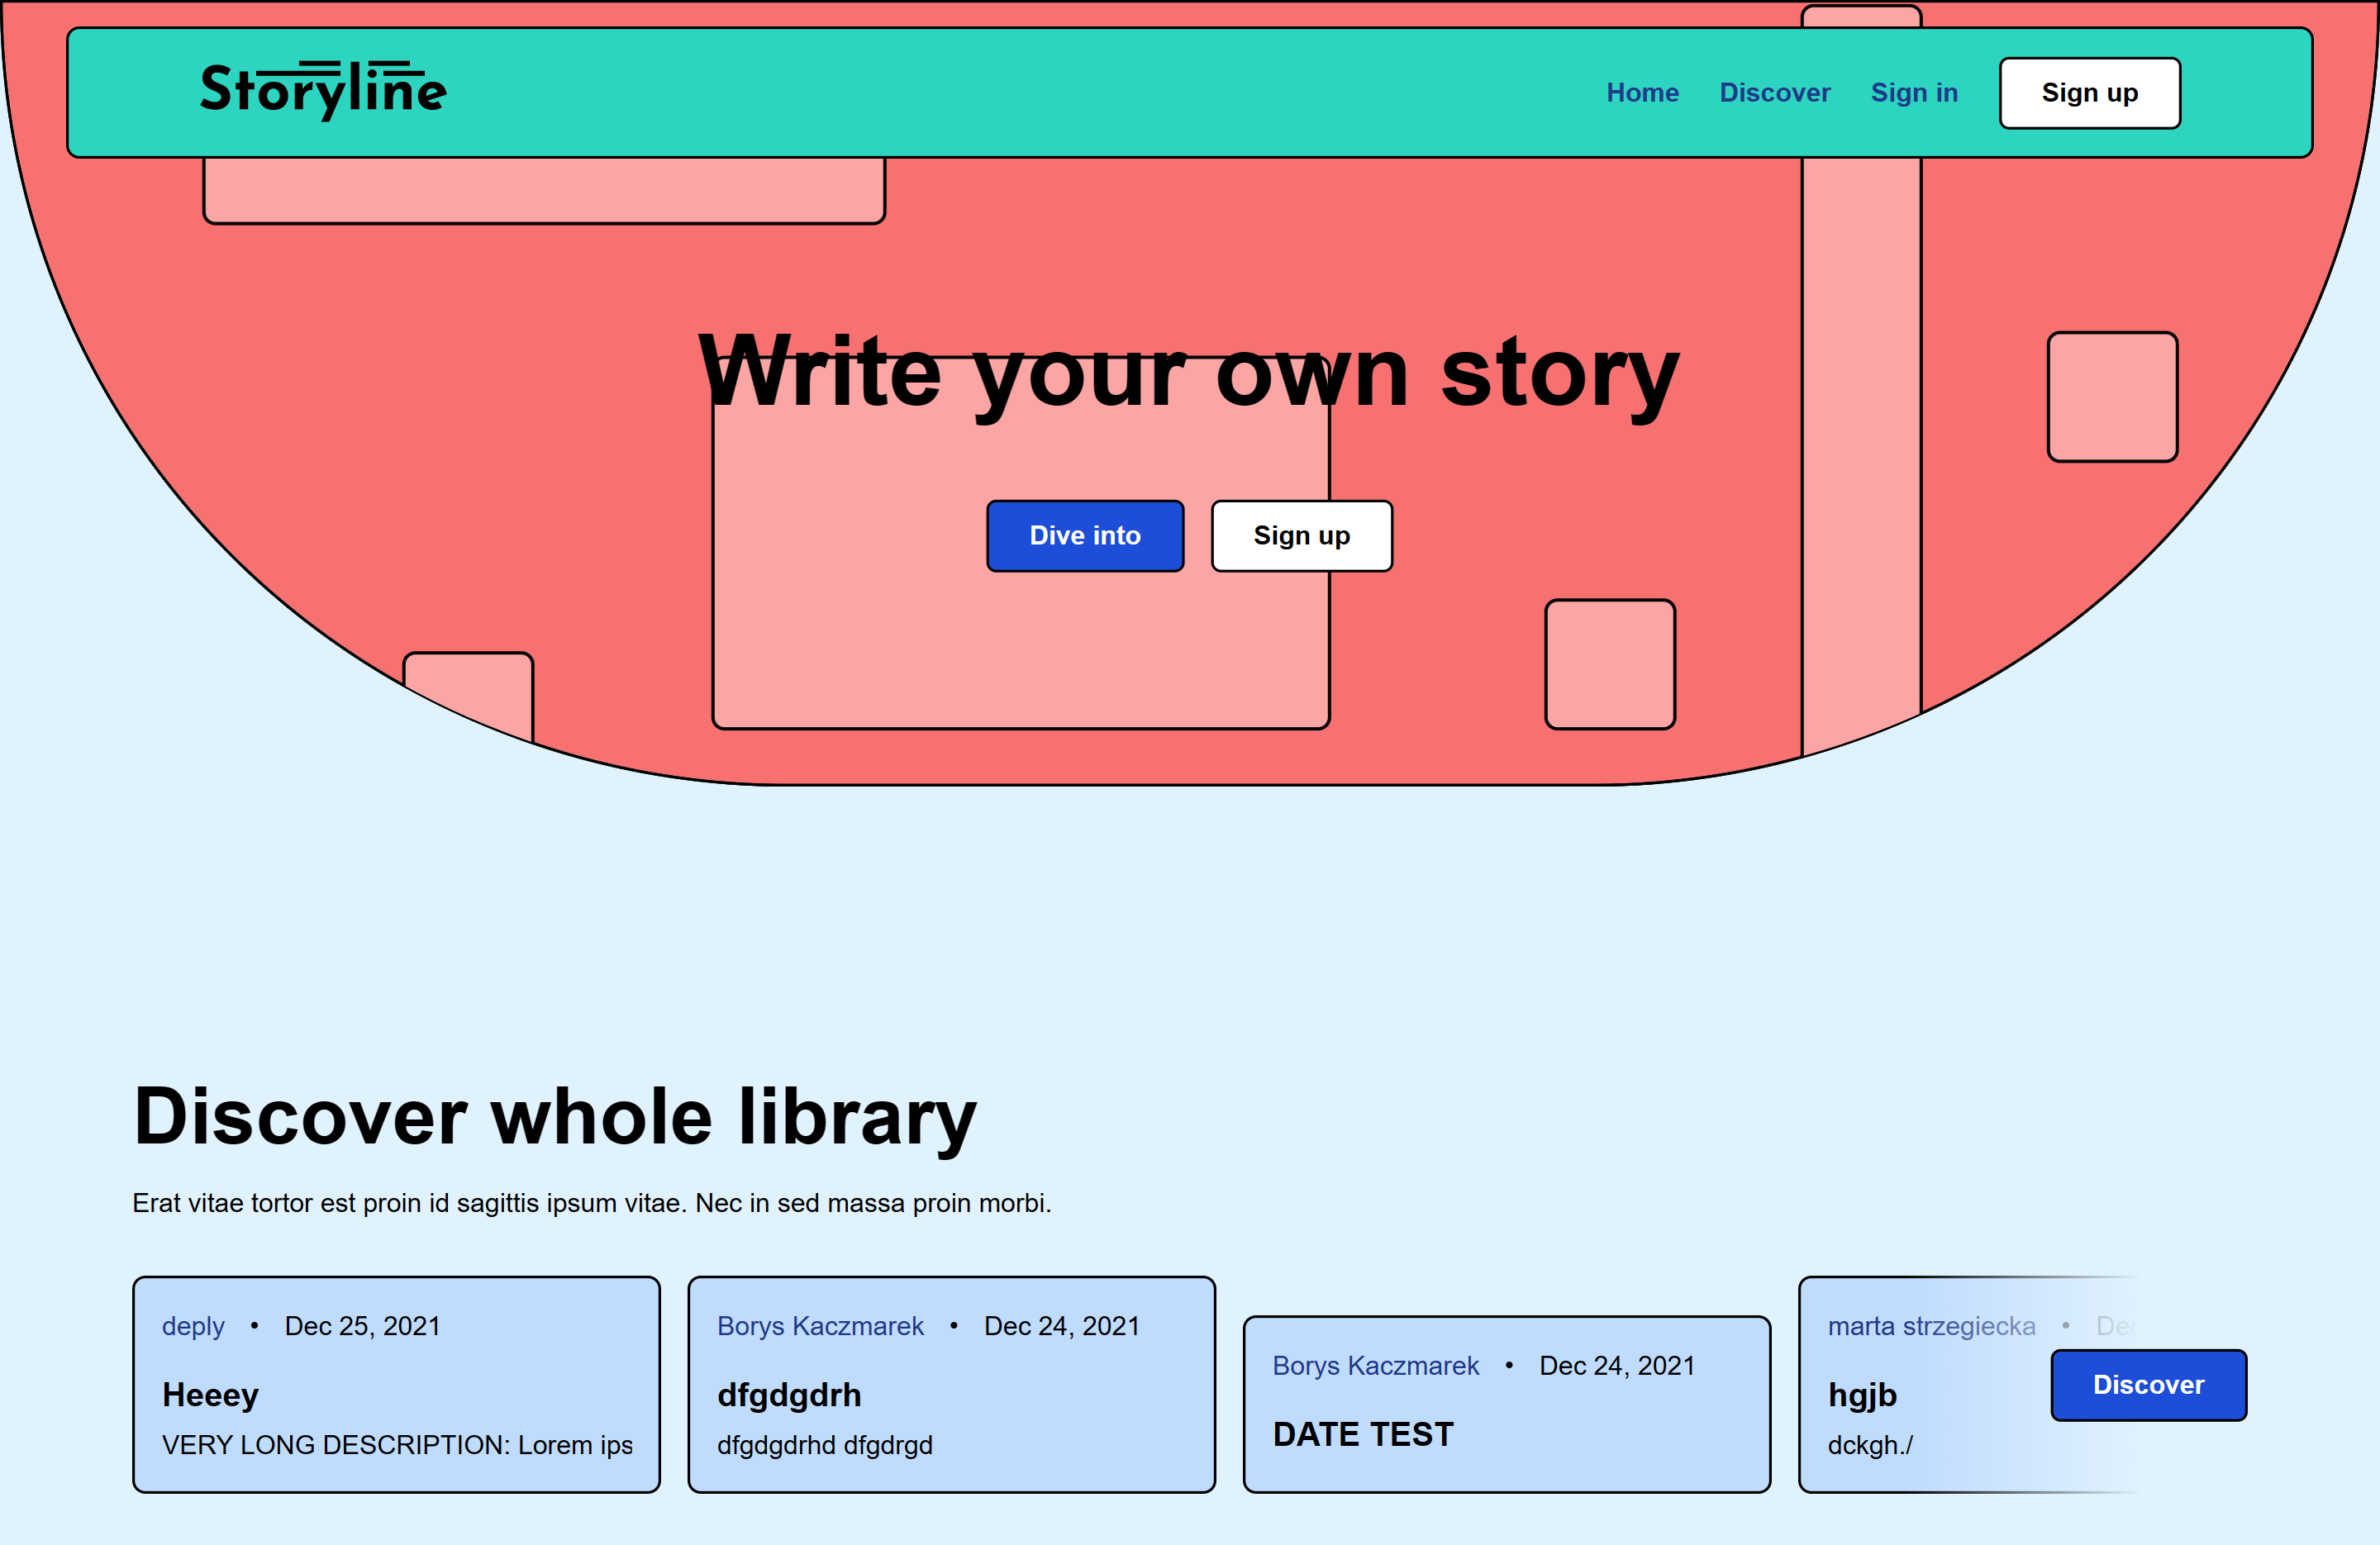 Storyline
Home Discover Sign in Sign up
Write your own story
Dive into Sign up
Discover whole library
Erat vitae tortor est proin id sagittis ipsum vitae. Nec in sed massa proin morbi.
deply • Dec 25, 2021
Heeey
VERY LONG DESCRIPTION: Lorem ips
Borys Kaczmarek • Dec 24, 2021
dfgdgdrh
dfgdgdrhd dfgdrgd
Borys Kaczmarek • Dec 24, 2021
DATE TEST
marta strzegiecka • Dec
hgjb
dckgh./
Discover